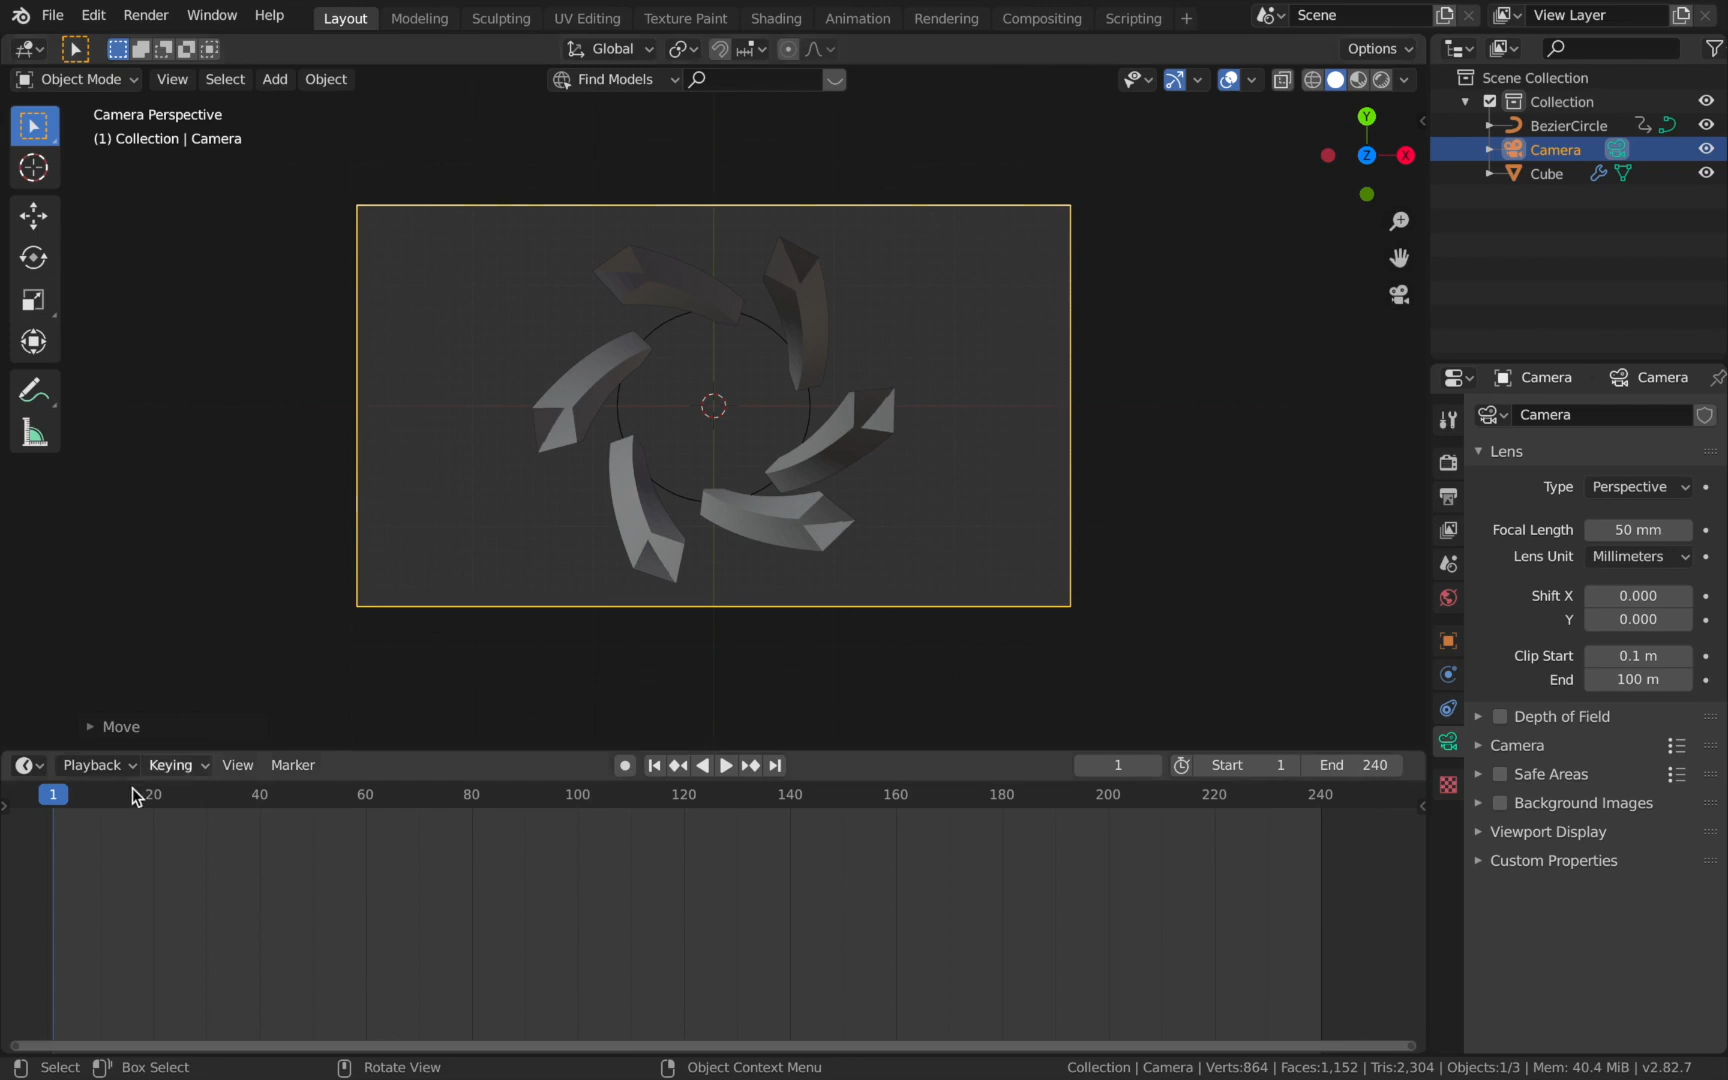 File Edit Render Window Help Layout Modeling Sculpting UV Editing Texture Paint Shading Animation Rendering Compositing Scripting + Scene View Layer
Global Options
Object Mode View Select Add Object Find Models
Scene Collection
Collection
BezierCircle
Camera
Cube
Camera Perspective
(1) Collection | Camera
Y
Z X
Camera Camera
Camera
Lens
Type Perspective
Focal Length 50 mm
Lens Unit Millimeters
Shift X 0.000
Y 0.000
Clip Start 0.1 m
End 100 m
Depth of Field
Camera
Safe Areas
Background Images
Viewport Display
Custom Properties
Move
Playback Keying View Marker 1 Start 1 End 240
1 20 40 60 80 100 120 140 160 180 200 220 240
Select Box Select Rotate View Object Context Menu Collection | Camera | Verts:864 | Faces:1,152 | Tris:2,304 | Objects:1/3 | Mem: 40.4 MiB | v2.82.7